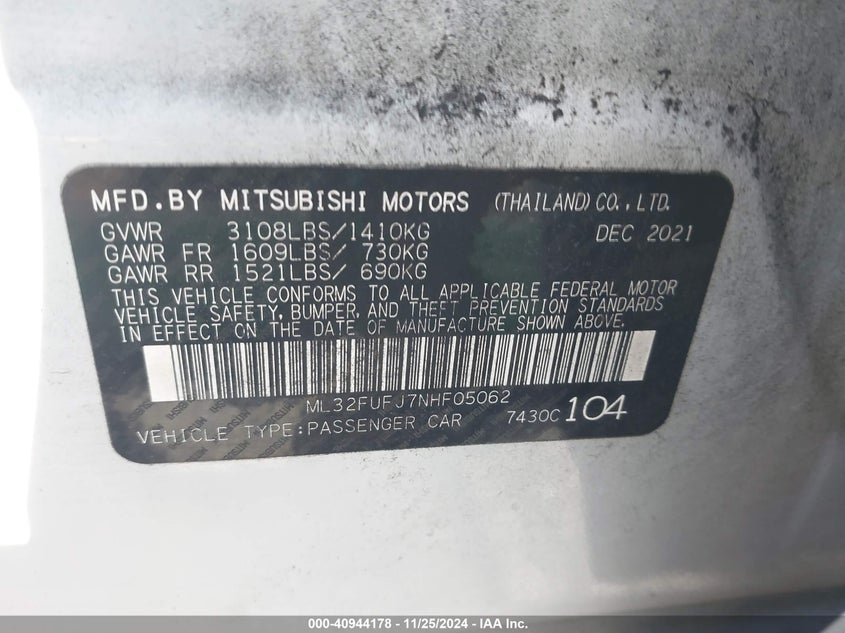 MFD.BY MITSUBISHI MOTORS (THAILAND) CO., LTD.
GVWR 3108LBS/1410KG DEC 2021
GAWR FR 1609LBS/ 730KG
GAWR RR 1521LBS/ 690KG
THIS VEHICLE CONFORMS TO ALL APPLICABLE FEDERAL MOTOR
VEHICLE SAFETY, BUMPER, AND THEFT PREVENTION STANDARDS
IN EFFECT ON THE DATE OF MANUFACTURE SHOWN ABOVE.
ML32FUFJ7NHF05062
VEHICLE TYPE:PASSENGER CAR 7430C 104
000-40944178 - 11/25/2024 - IAA Inc.